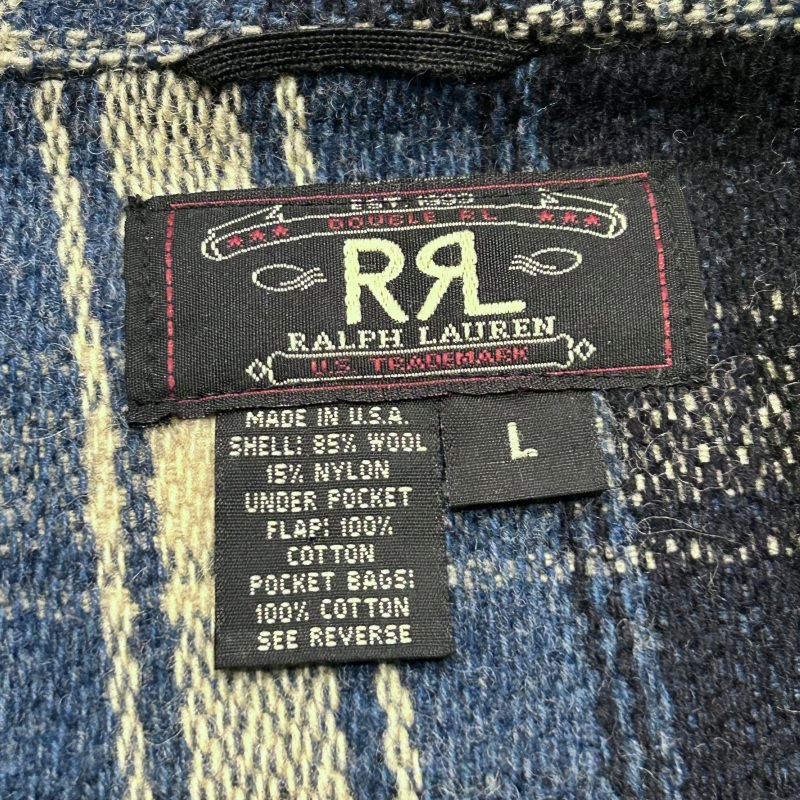 EST. 1993
DOUBLE RL
RRL
RALPH LAUREN
U.S. TRADEMARK
MADE IN U.S.A.
SHELL: 85% WOOL
15% NYLON
UNDER POCKET
FLAP: 100%
COTTON
POCKET BAGS:
100% COTTON
SEE REVERSE
L